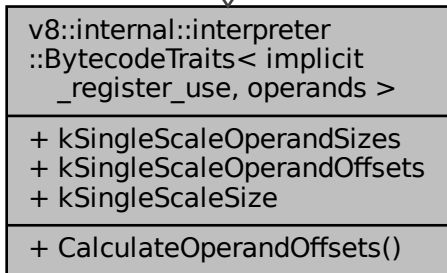 v8::internal::interpreter
::BytecodeTraits< implicit
_register_use, operands >
+ kSingleScaleOperandSizes
+ kSingleScaleOperandOffsets
+ kSingleScaleSize
+ CalculateOperandOffsets()